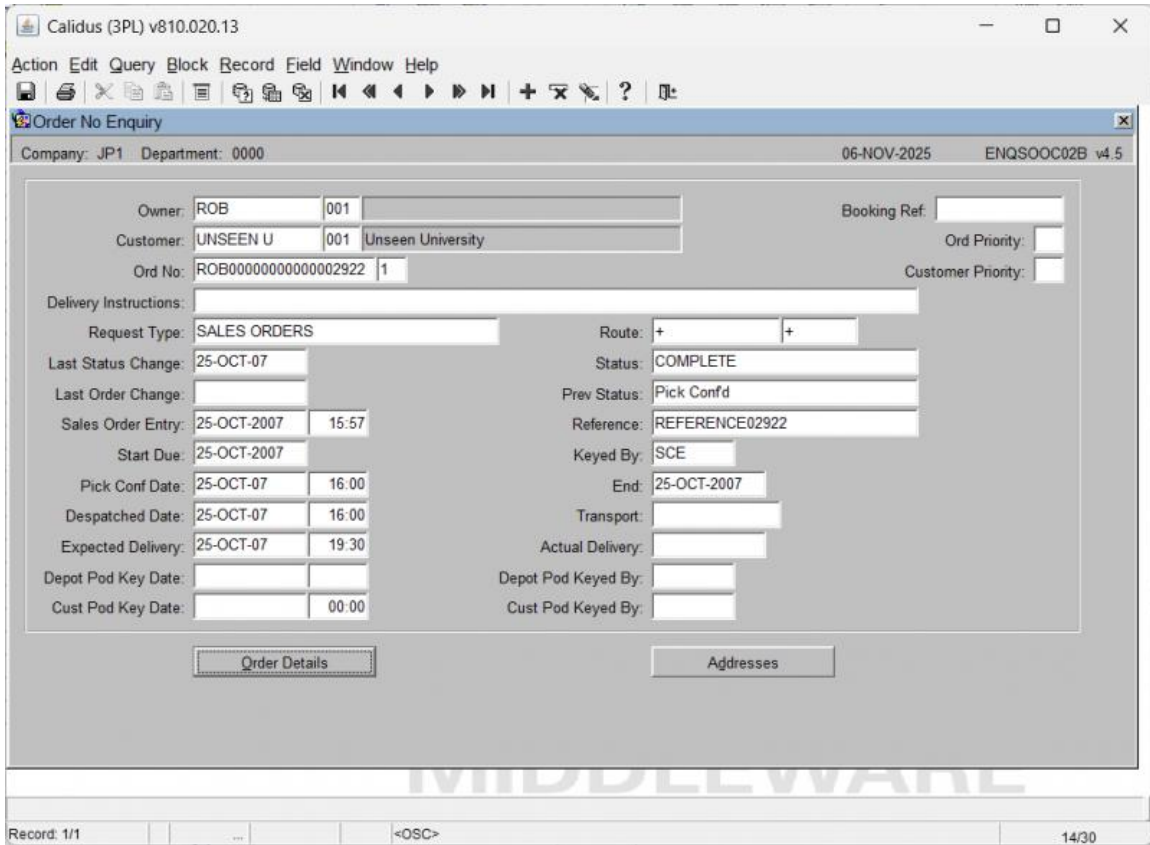 Calidus (3PL) v810.020.13
Action Edit Query Block Record Field Window Help
Order No Enquiry
Company: JP1 Department: 0000 06-NOV-2025 ENQSOOC02B v4.5
Owner: ROB 001 Booking Ref:
Customer: UNSEEN U 001 Unseen University Ord Priority:
Ord No: ROB00000000000002922 1 Customer Priority:
Delivery Instructions:
Request Type: SALES ORDERS Route: + +
Last Status Change: 25-OCT-07 Status: COMPLETE
Last Order Change: Prev Status: Pick Conf'd
Sales Order Entry: 25-OCT-2007 15:57 Reference: REFERENCE02922
Start Due: 25-OCT-2007 Keyed By: SCE
Pick Conf Date: 25-OCT-07 16:00 End: 25-OCT-2007
Despatched Date: 25-OCT-07 16:00 Transport:
Expected Delivery: 25-OCT-07 19:30 Actual Delivery:
Depot Pod Key Date: Depot Pod Keyed By:
Cust Pod Key Date: 00:00 Cust Pod Keyed By:
Order Details Addresses
MIDDLEWARE
Record: 1/1 ... <OSC> 14/30